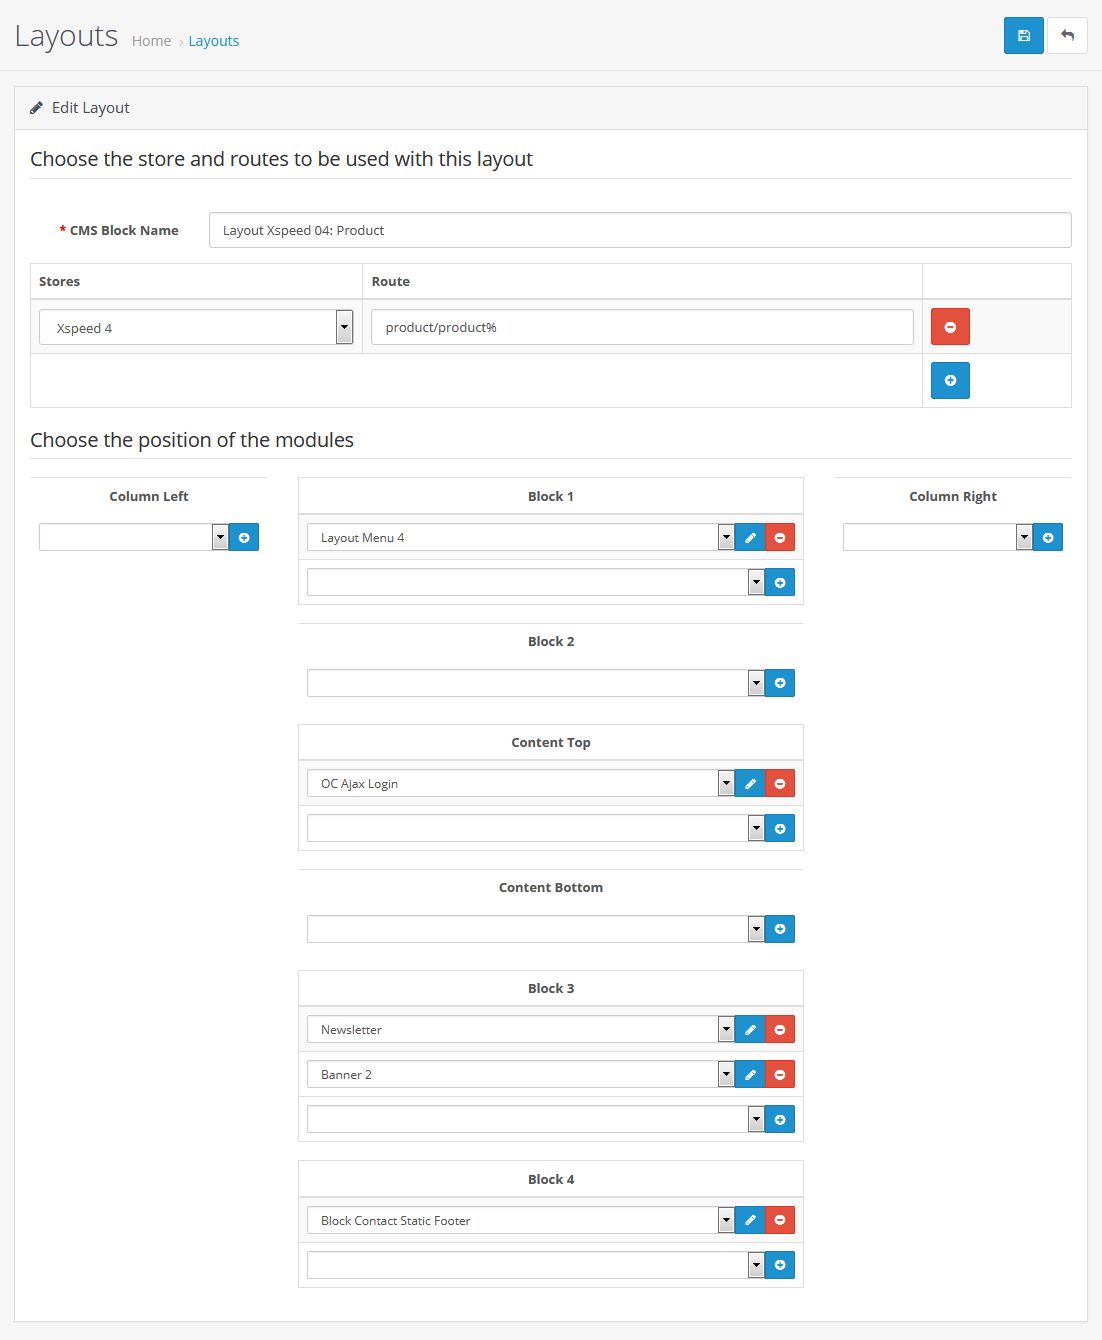 Layouts Home › Layouts
Edit Layout
Choose the store and routes to be used with this layout
* CMS Block Name Layout Xspeed 04: Product
Stores Route
Xspeed 4 product/product%
Choose the position of the modules
Column Left Block 1 Column Right
Layout Menu 4
Block 2
Content Top
OC Ajax Login
Content Bottom
Block 3
Newsletter
Banner 2
Block 4
Block Contact Static Footer